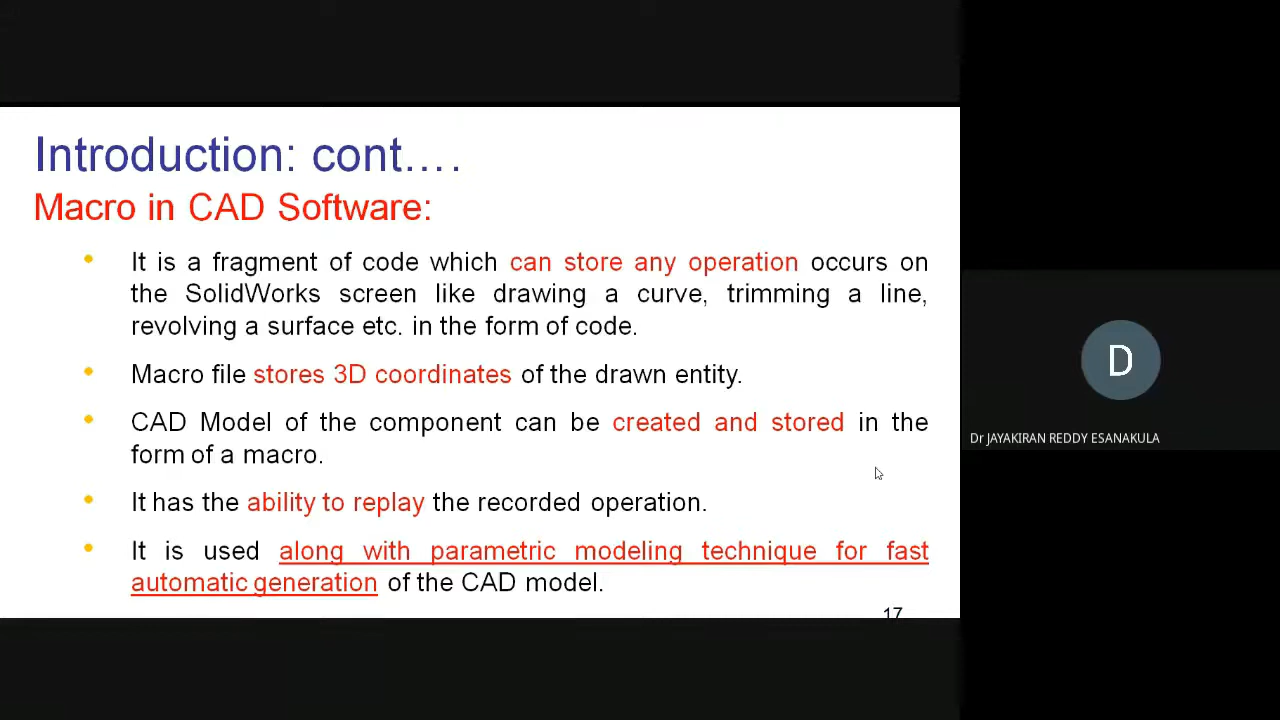 Introduction: cont….
Macro in CAD Software:
• It is a fragment of code which can store any operation occurs on
the SolidWorks screen like drawing a curve, trimming a line,
revolving a surface etc. in the form of code.
• Macro file stores 3D coordinates of the drawn entity.
• CAD Model of the component can be created and stored in the
form of a macro.
• It has the ability to replay the recorded operation.
• It is used along with parametric modeling technique for fast
automatic generation of the CAD model.
17
D
Dr JAYAKIRAN REDDY ESANAKULA